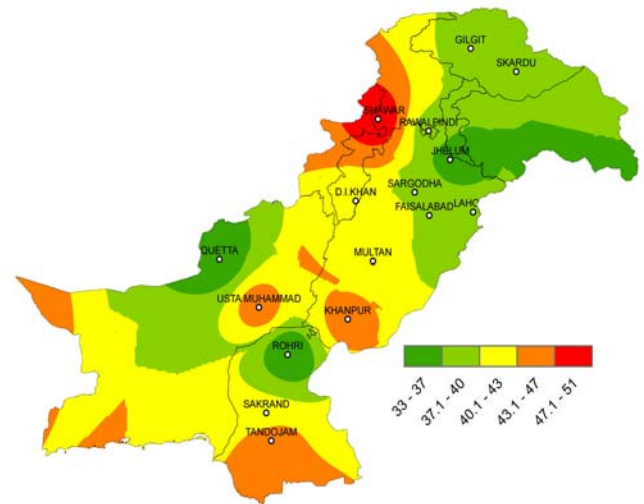 GILGIT
SKARDU
SHAWAR
RAWALPINDI
JHELUM
SARGODHA
D.I.KHAN
FAISALABAD
LAHO
QUETTA
MULTAN
USTA MUHAMMAD
KHANPUR
ROHRI
SAKRAND
TANDOJAM
33 - 37
37.1 - 40
40.1 - 43
43.1 - 47
47.1 - 51